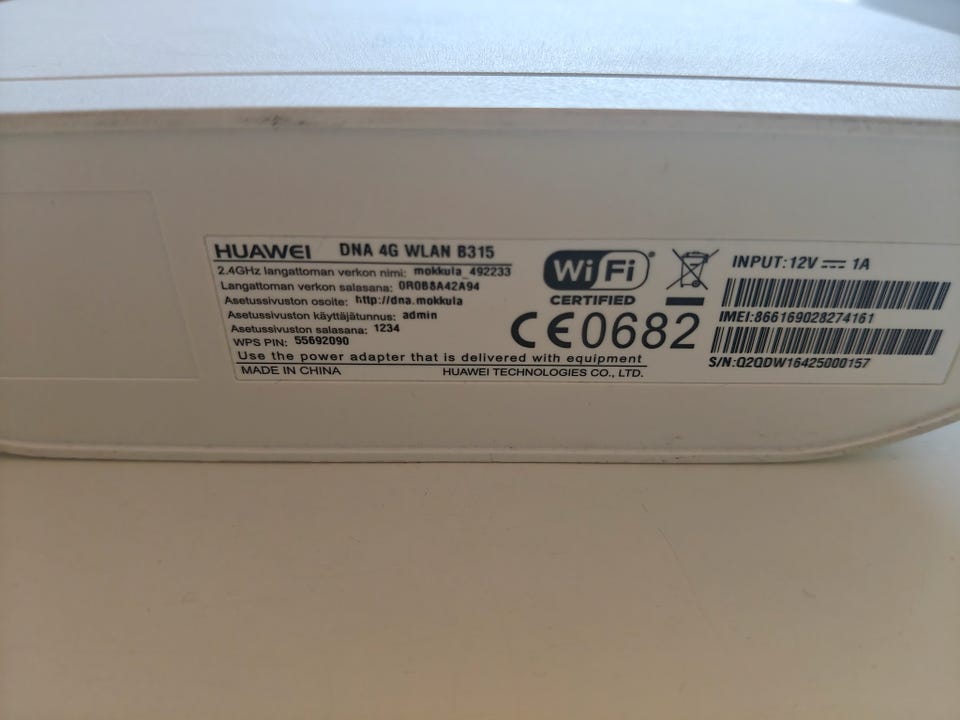 HUAWEI DNA 4G WLAN B315
2.4GHz langattoman verkon nimi: mokkula_492233
Langattoman verkon salasana: 0R0B8A42A94
Asetussivuston osoite: http://dna.mokkula
Asetussivuston käyttäjätunnus: admin
Asetussivuston salasana: 1234
WPS PIN: 55692090
Use the power adapter that is delivered with equipment
MADE IN CHINA HUAWEI TECHNOLOGIES CO., LTD.
Wi Fi®
CERTIFIED
CE0682
INPUT: 12V ⎓ 1A
IMEI:866169028274161
S/N:Q2QDW16425000157